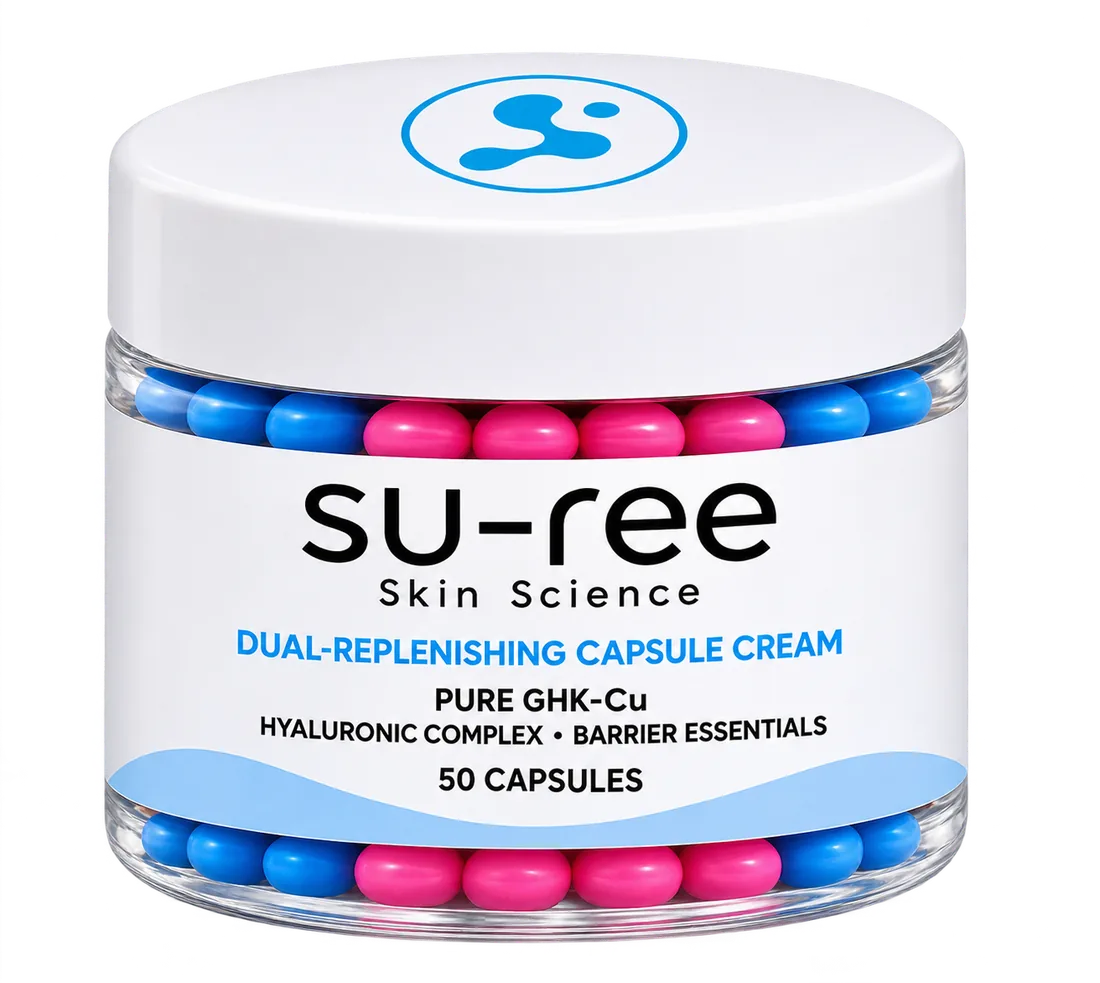 su-ree
Skin Science
DUAL-REPLENISHING CAPSULE CREAM
PURE GHK-Cu
HYALURONIC COMPLEX • BARRIER ESSENTIALS
50 CAPSULES